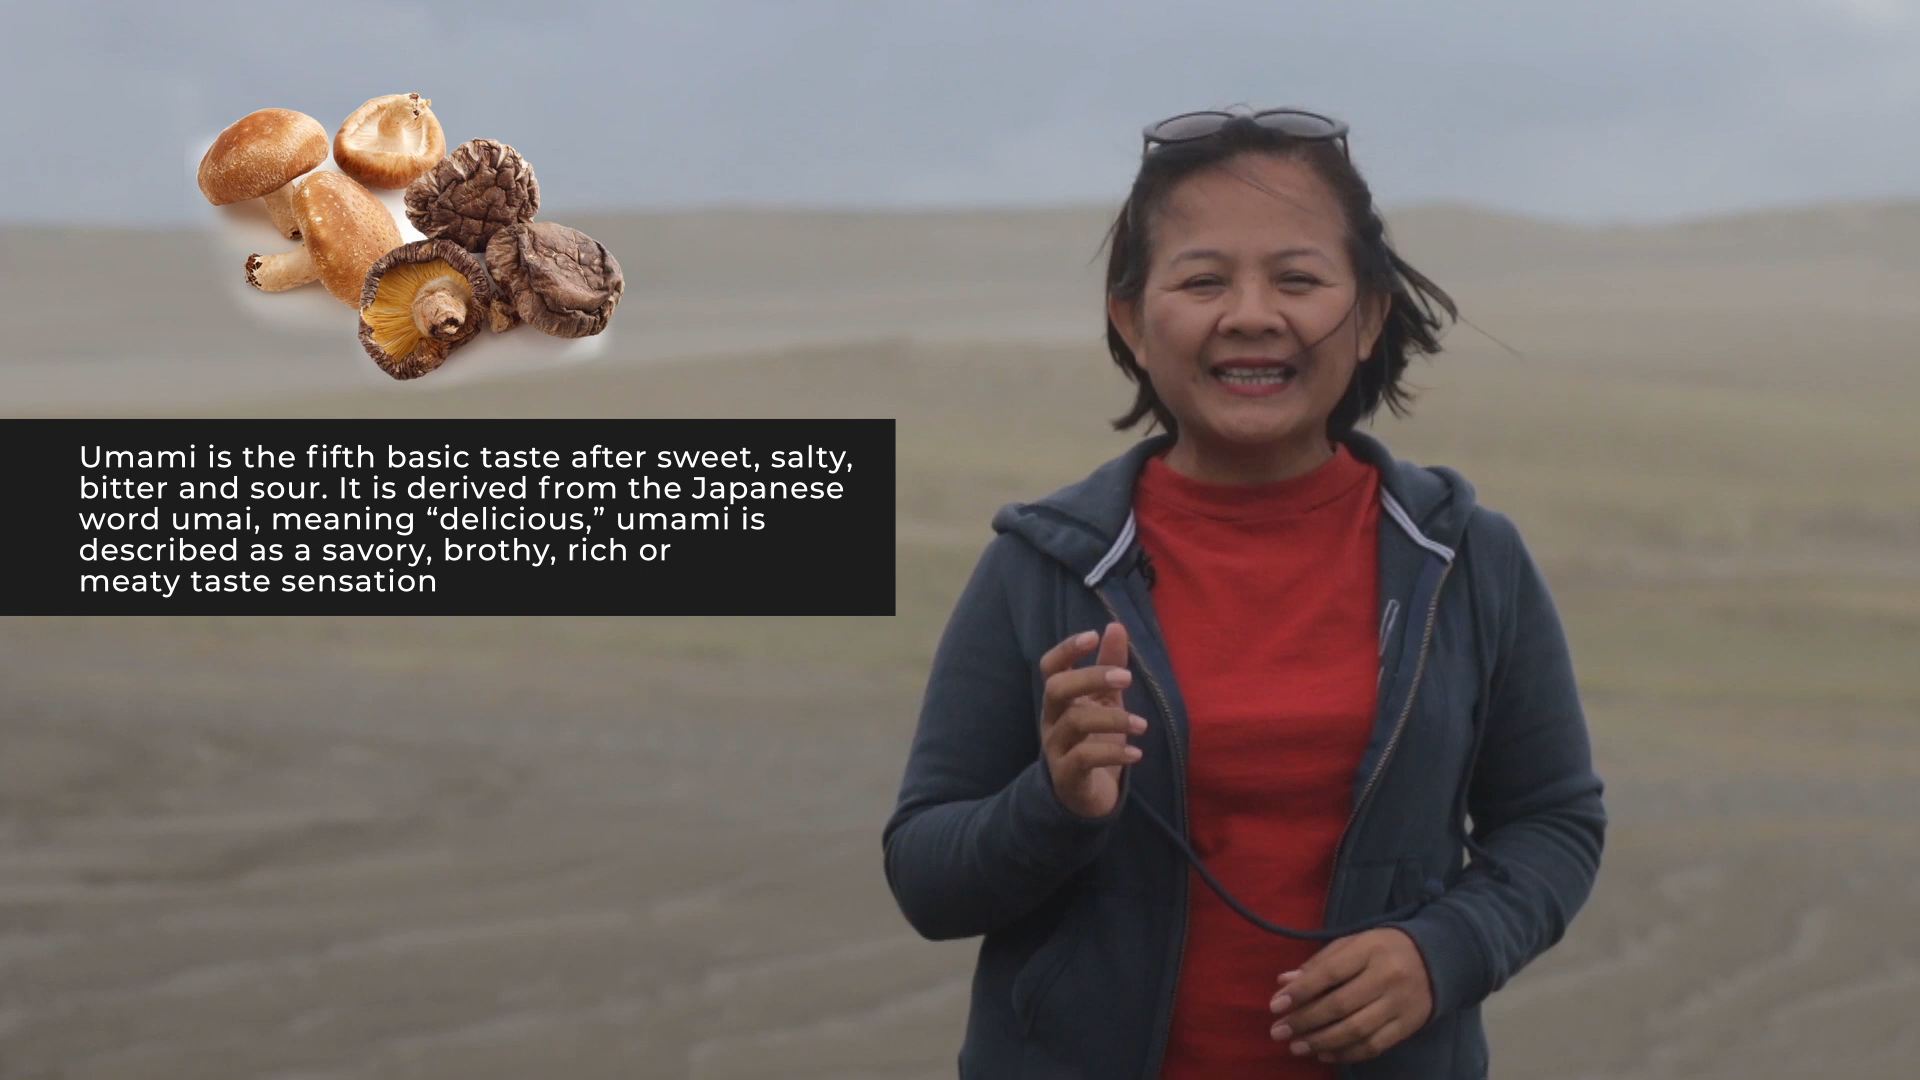 Umami is the fifth basic taste after sweet, salty,
bitter and sour. It is derived from the Japanese
word umai, meaning “delicious,” umami is
described as a savory, brothy, rich or
meaty taste sensation